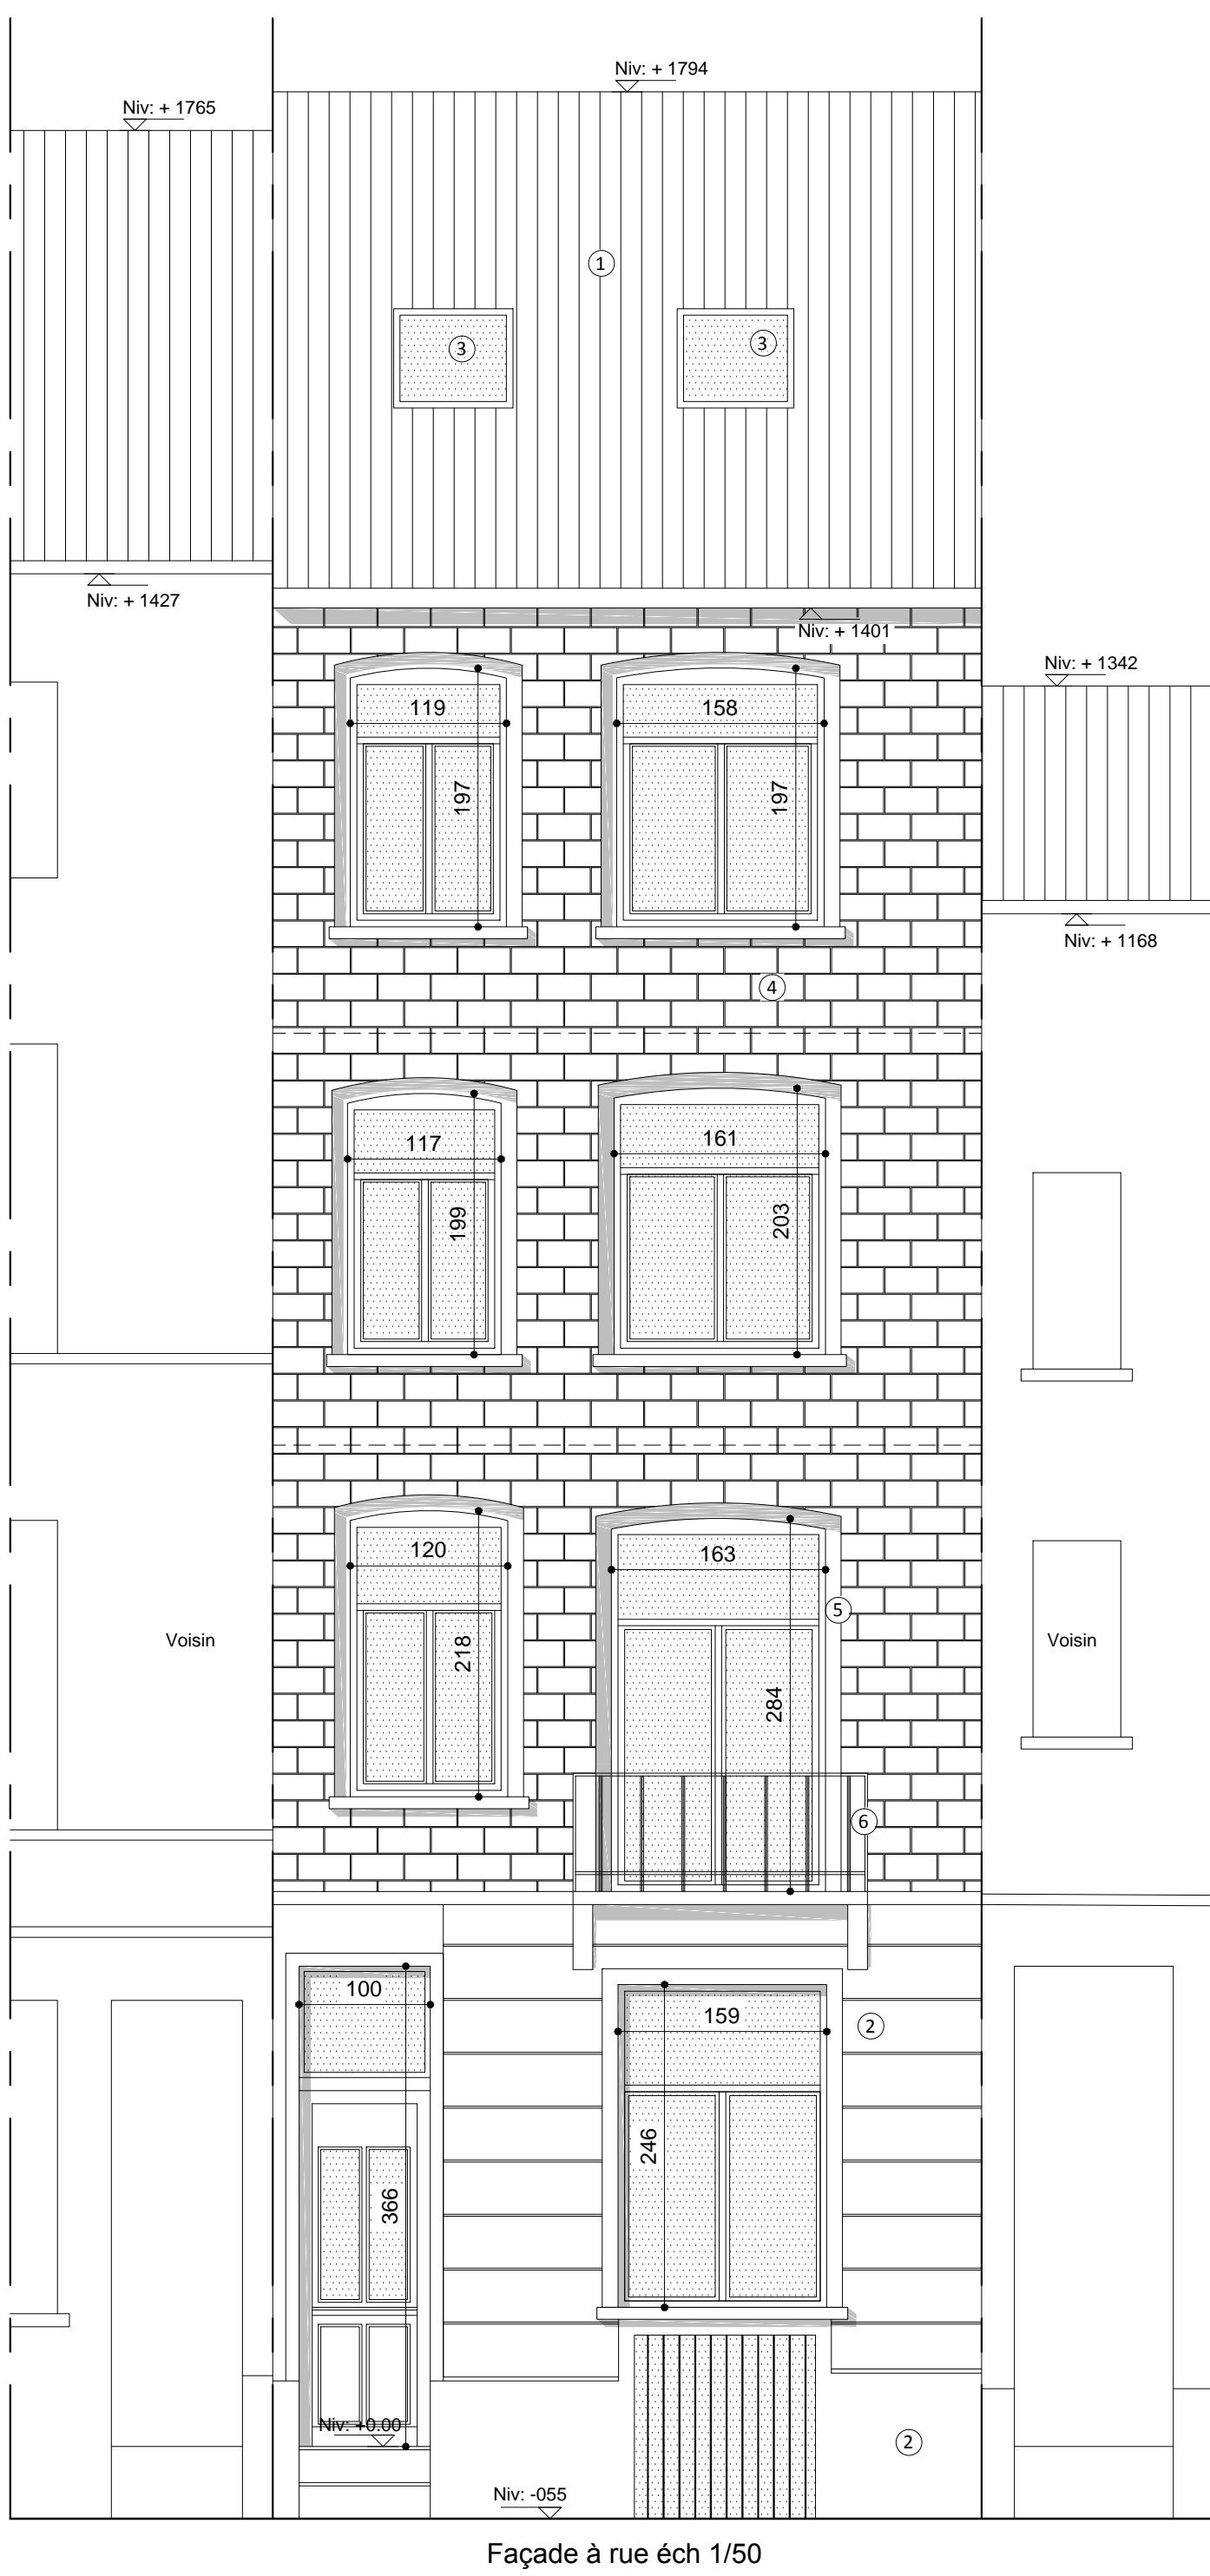 Niv: + 1794
Niv: + 1765
1
3
3
Niv: + 1427
Niv: + 1401
Niv: + 1342
119
158
197
197
Niv: + 1168
4
117
161
199
203
120
163
5
Voisin
218
Voisin
284
6
100
159
2
246
366
Niv: +0.00
2
Niv: -055
Façade à rue éch 1/50